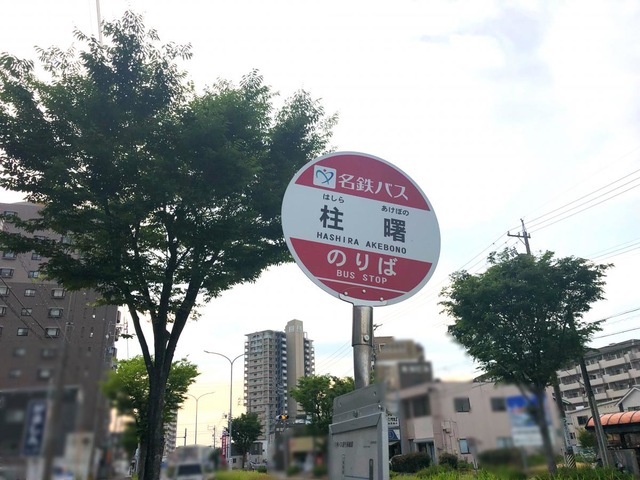 名鉄バス
はしら あけぼの
柱 曙
HASHIRA AKEBONO
のりば
BUS STOP